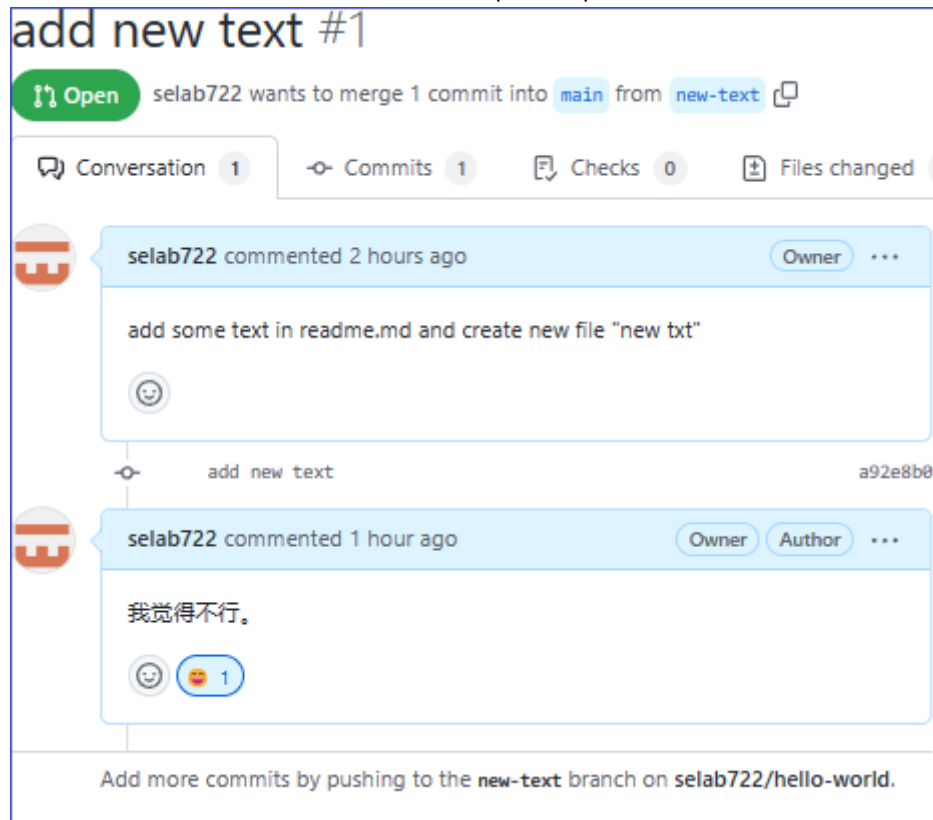 add new text #1
Open selab722 wants to merge 1 commit into main from new-text
Conversation 1 Commits 1 Checks 0 Files changed
selab722 commented 2 hours ago Owner ...
add some text in readme.md and create new file "new txt"
add new text a92e8b0
selab722 commented 1 hour ago Owner Author ...
我觉得不行。
1
Add more commits by pushing to the new-text branch on selab722/hello-world.